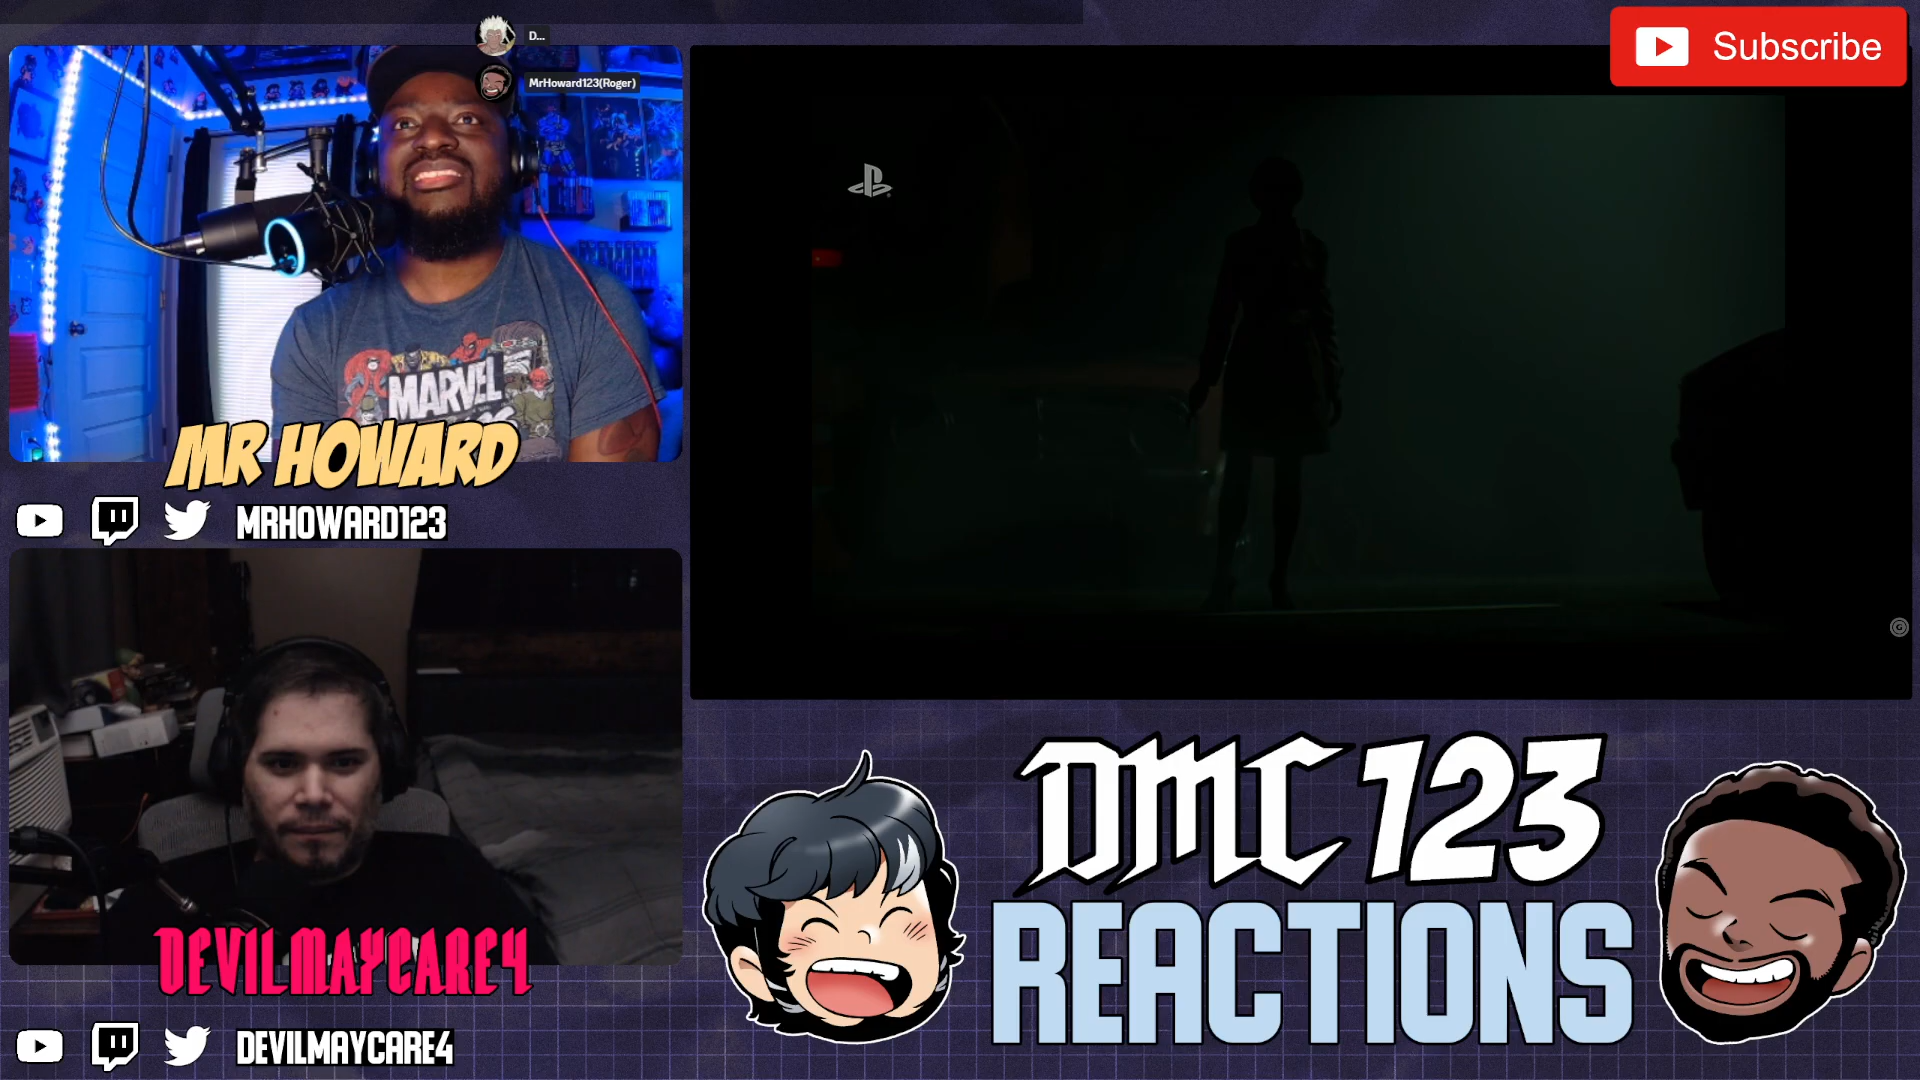 D...
MrHoward123(Roger)
Subscribe
MARVEL
MR HOWARD
MRHOWARD123
DEVILMAYCARE4
DEVILMAYCARE4
DMC 123
REACTIONS